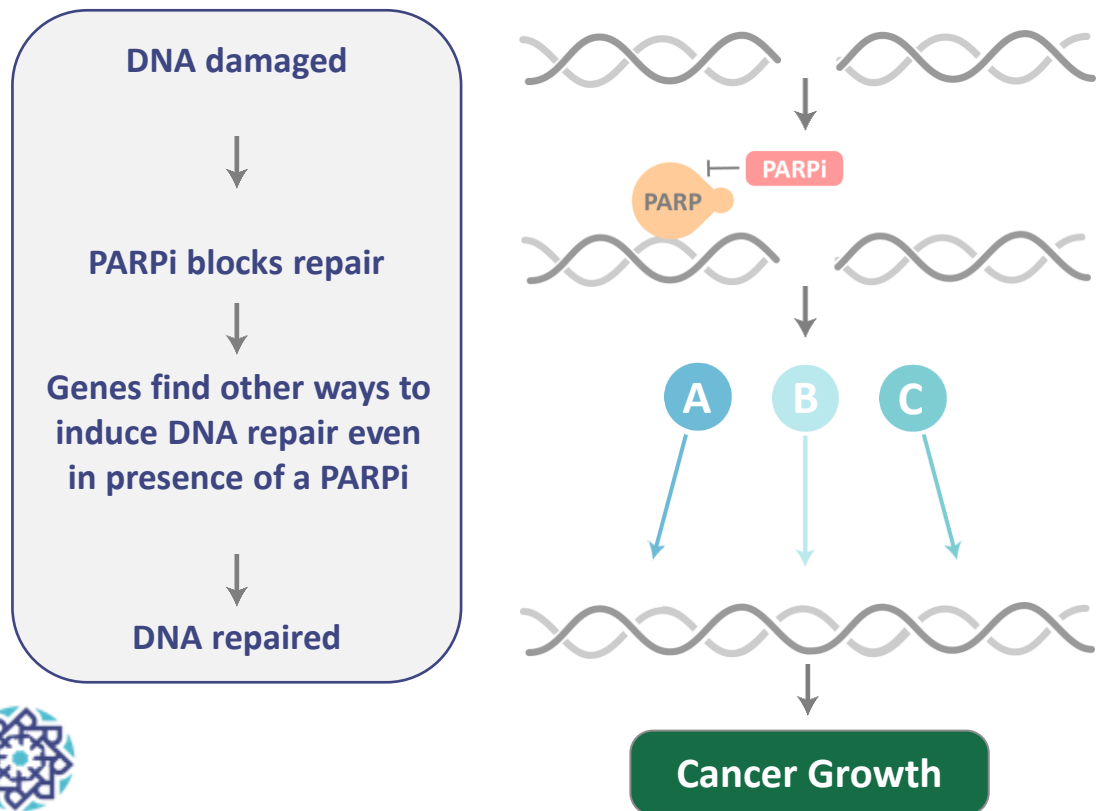 DNA damaged
PARPi blocks repair
Genes find other ways to
induce DNA repair even
in presence of a PARPi
DNA repaired
PARPi
PARP
A B C
Cancer Growth